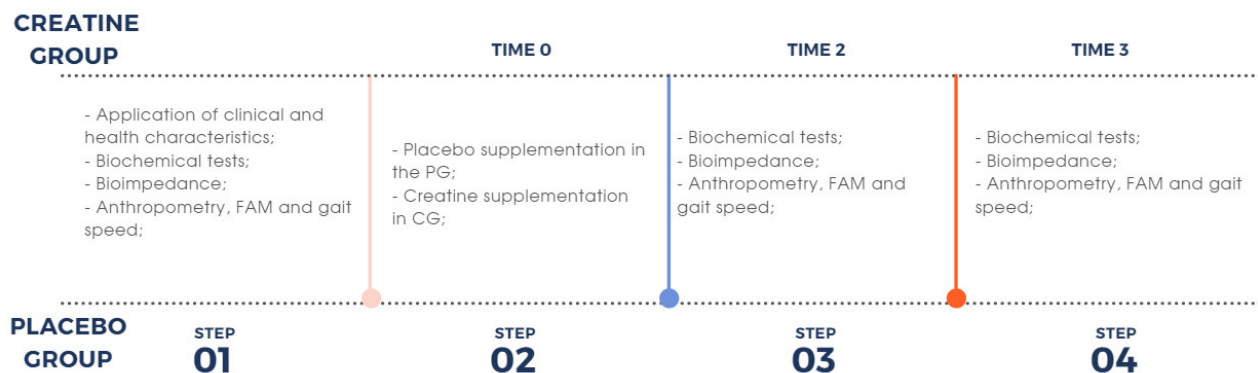 CREATINE
GROUP
TIME 0
TIME 2
TIME 3
- Application of clinical and
health characteristics;
- Biochemical tests;
- Bioimpedance;
- Anthropometry, FAM and gait
speed;
- Placebo supplementation in
the PG;
- Creatine supplementation
in CG;
- Biochemical tests;
- Bioimpedance;
- Anthropometry, FAM and
gait speed;
- Biochemical tests;
- Bioimpedance;
- Anthropometry, FAM and gait
speed;
PLACEBO
GROUP
STEP
01
STEP
02
STEP
03
STEP
04